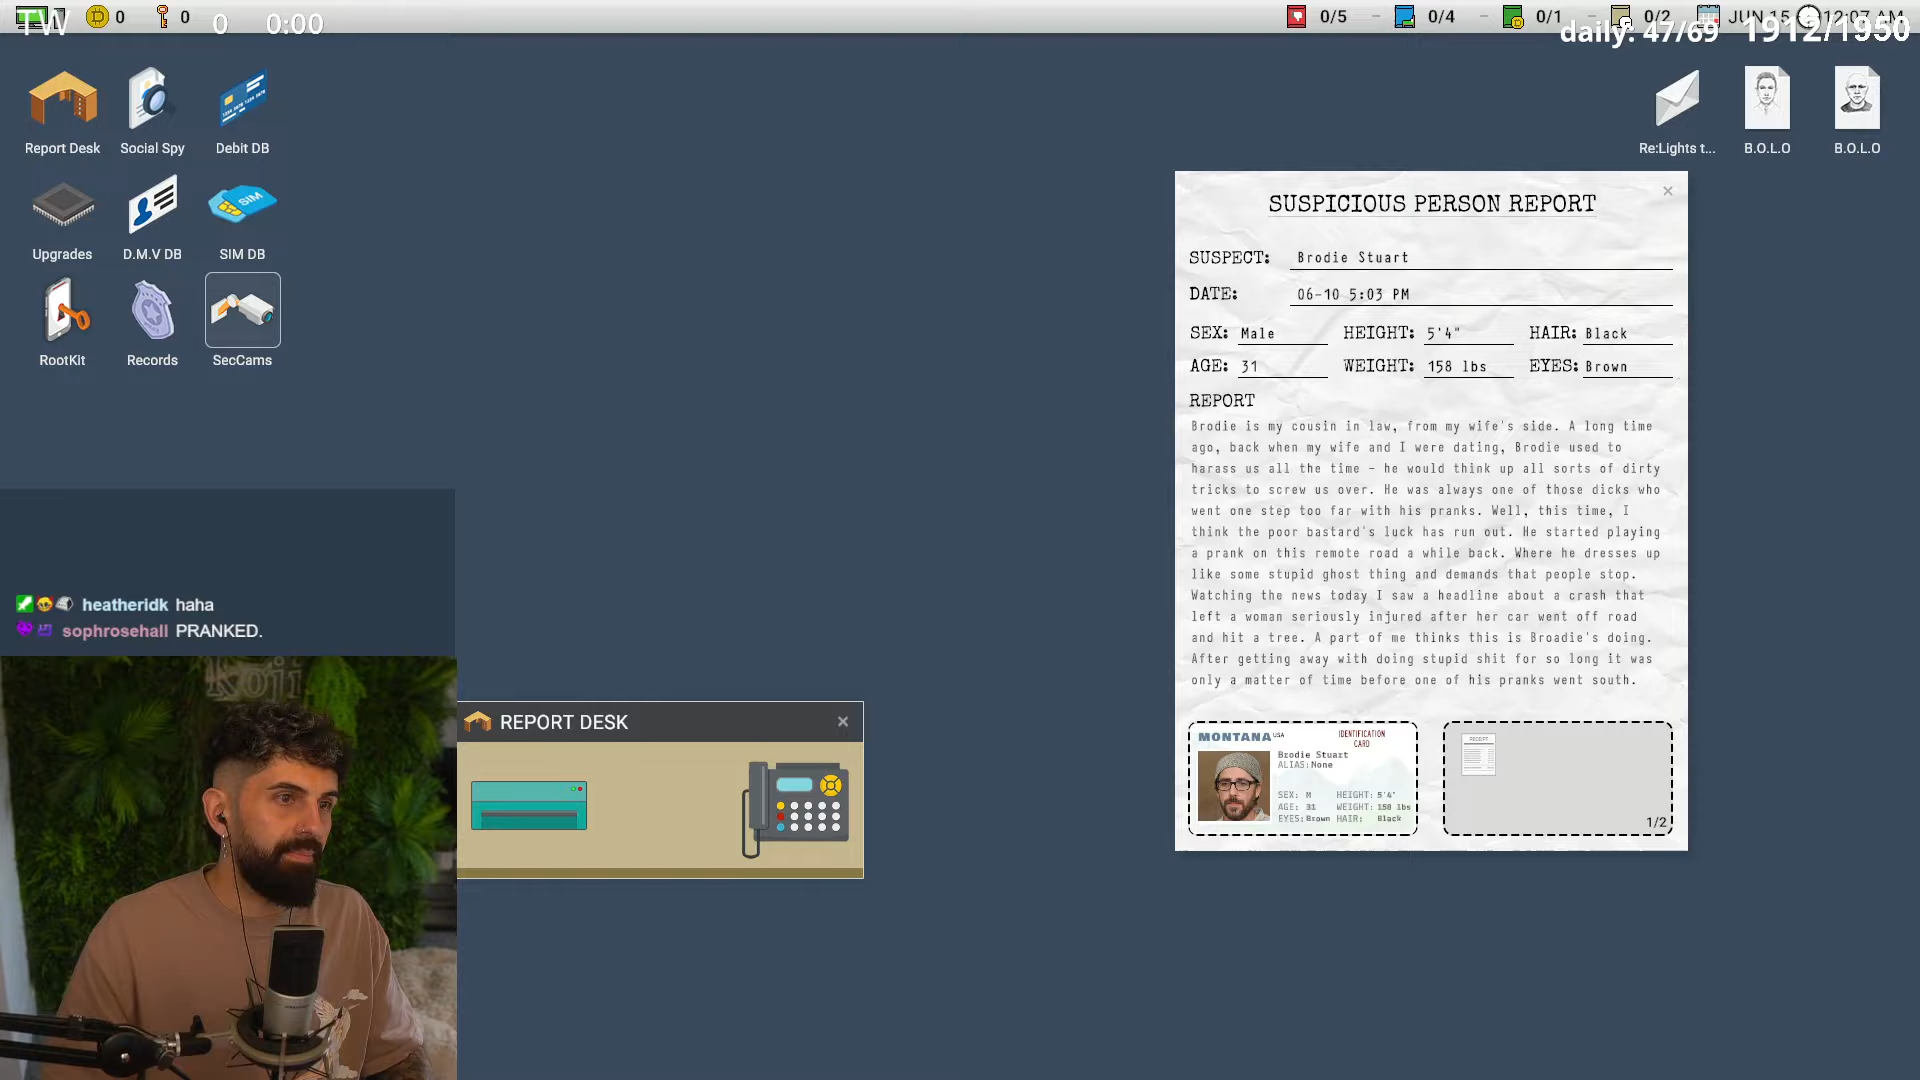 TW
0
0
0
0:00
0/5
0/4
0/1
0/2
JUN 15
12:07 AM
daily: 47/69
1912/1950
Report Desk
Social Spy
Debit DB
SIM
Upgrades
D.M.V DB
SIM DB
RootKit
Records
SecCams
Re:Lights t...
B.O.L.O
B.O.L.O
SUSPICIOUS PERSON REPORT
SUSPECT: Brodie Stuart
DATE: 06-10 5:03 PM
SEX: Male HEIGHT: 5'4" HAIR: Black
AGE: 31 WEIGHT: 158 lbs EYES: Brown
REPORT
Brodie is my cousin in law, from my wife's side. A long time
ago, back when my wife and I were dating, Brodie used to
harass us all the time - he would think up all sorts of dirty
tricks to screw us over. He was always one of those dicks who
went one step too far with his pranks. Well, this time, I
think the poor bastard's luck has run out. He started playing
a prank on this remote road a while back. Where he dresses up
like some stupid ghost thing and demands that people stop.
Watching the news today I saw a headline about a crash that
left a woman seriously injured after her car went off road
and hit a tree. A part of me thinks this is Broadie's doing.
After getting away with doing stupid shit for so long it was
only a matter of time before one of his pranks went south.
MONTANA USA IDENTIFICATION
CARD
Brodie Stuart
ALIAS: None
SEX: M HEIGHT: 5'4"
AGE: 31 WEIGHT: 158 lbs
EYES: Brown HAIR: Black
RECEIPT
1/2
heatheridk haha
sophrosehall PRANKED.
Koji
REPORT DESK